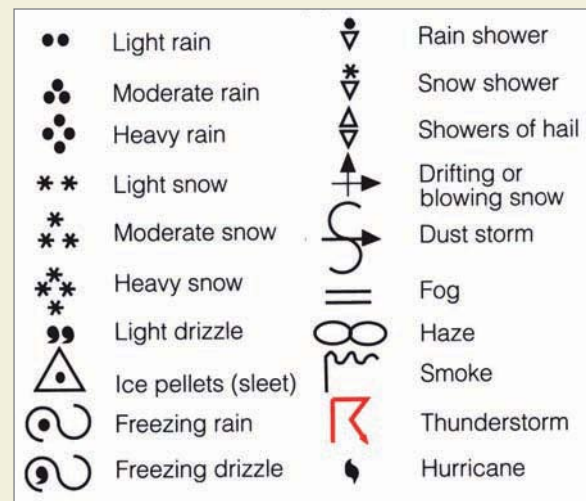 Light rain
Moderate rain
Heavy rain
Light snow
Moderate snow
Heavy snow
Light drizzle
Ice pellets (sleet)
Freezing rain
Freezing drizzle
Rain shower
Snow shower
Showers of hail
Drifting or
blowing snow
Dust storm
Fog
Haze
Smoke
Thunderstorm
Hurricane